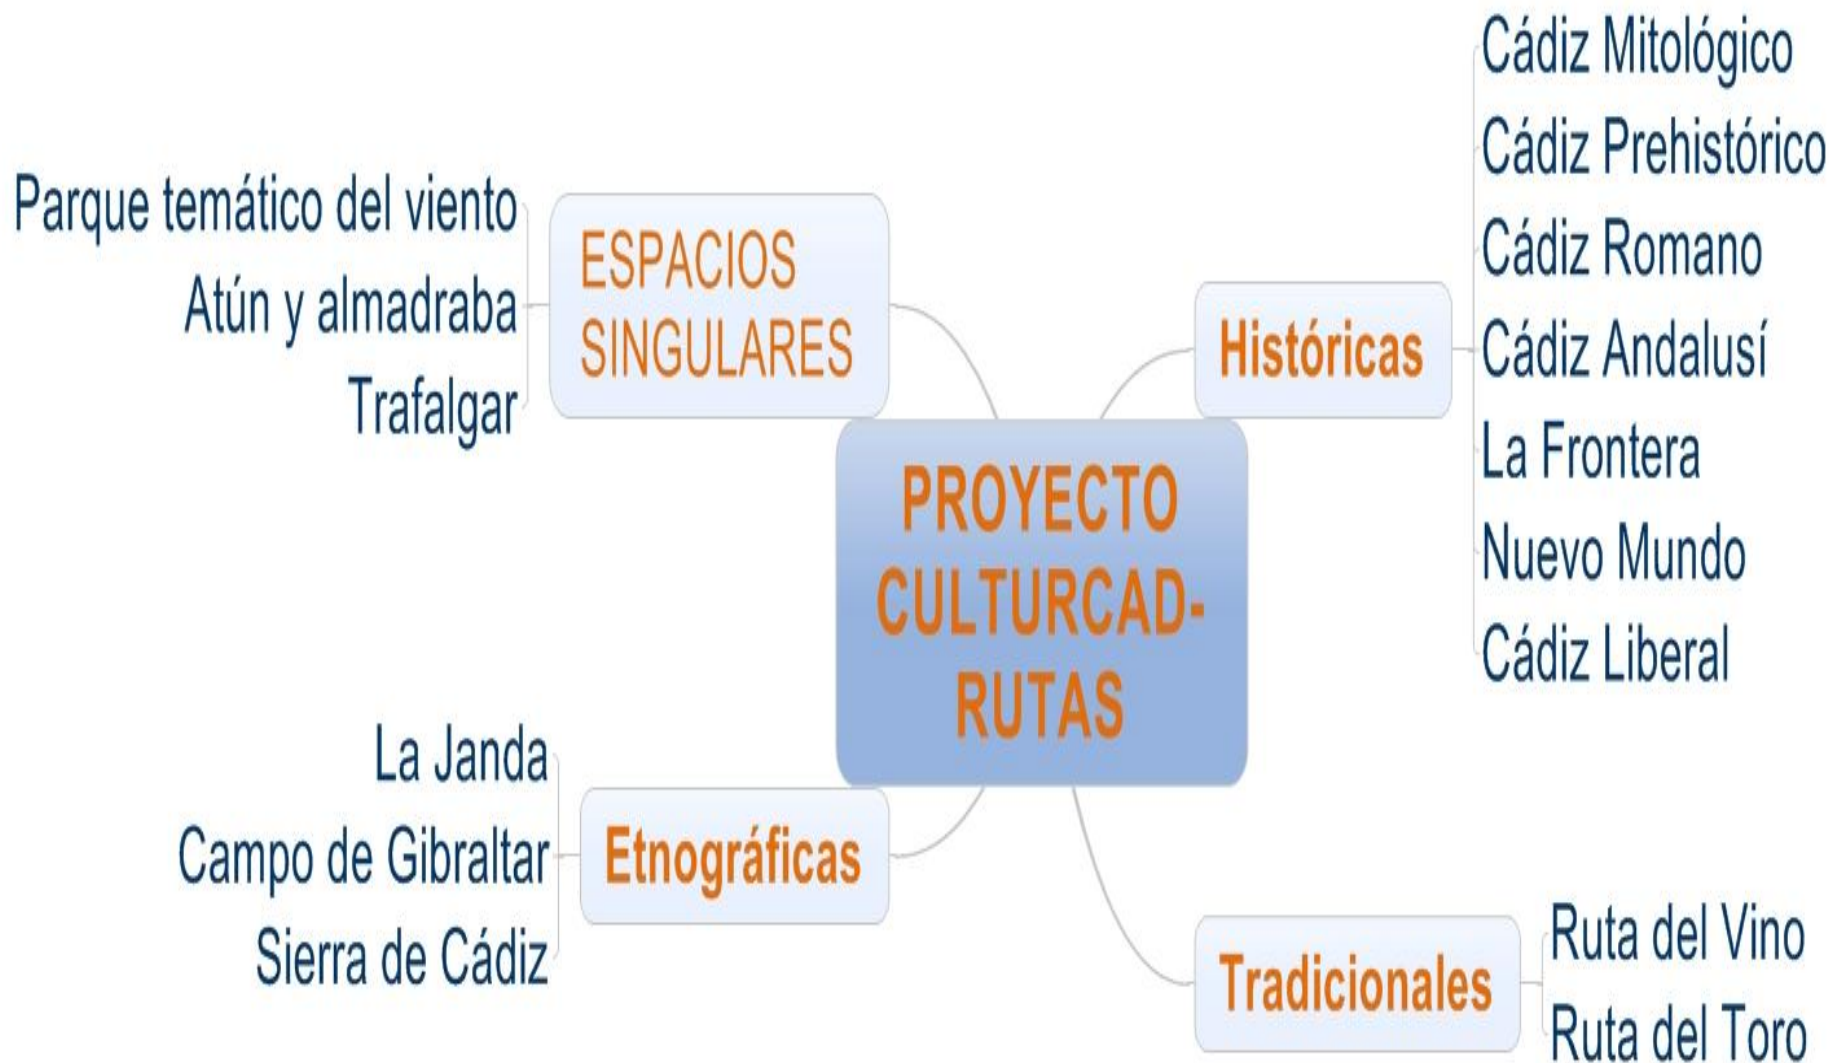 PROYECTO
CULTURCAD-
RUTAS
Históricas
Cádiz Mitológico
Cádiz Prehistórico
Cádiz Romano
Cádiz Andalusí
La Frontera
Nuevo Mundo
Cádiz Liberal
Tradicionales
Ruta del Vino
Ruta del Toro
Etnográficas
La Janda
Campo de Gibraltar
Sierra de Cádiz
ESPACIOS
SINGULARES
Parque temático del viento
Atún y almadraba
Trafalgar